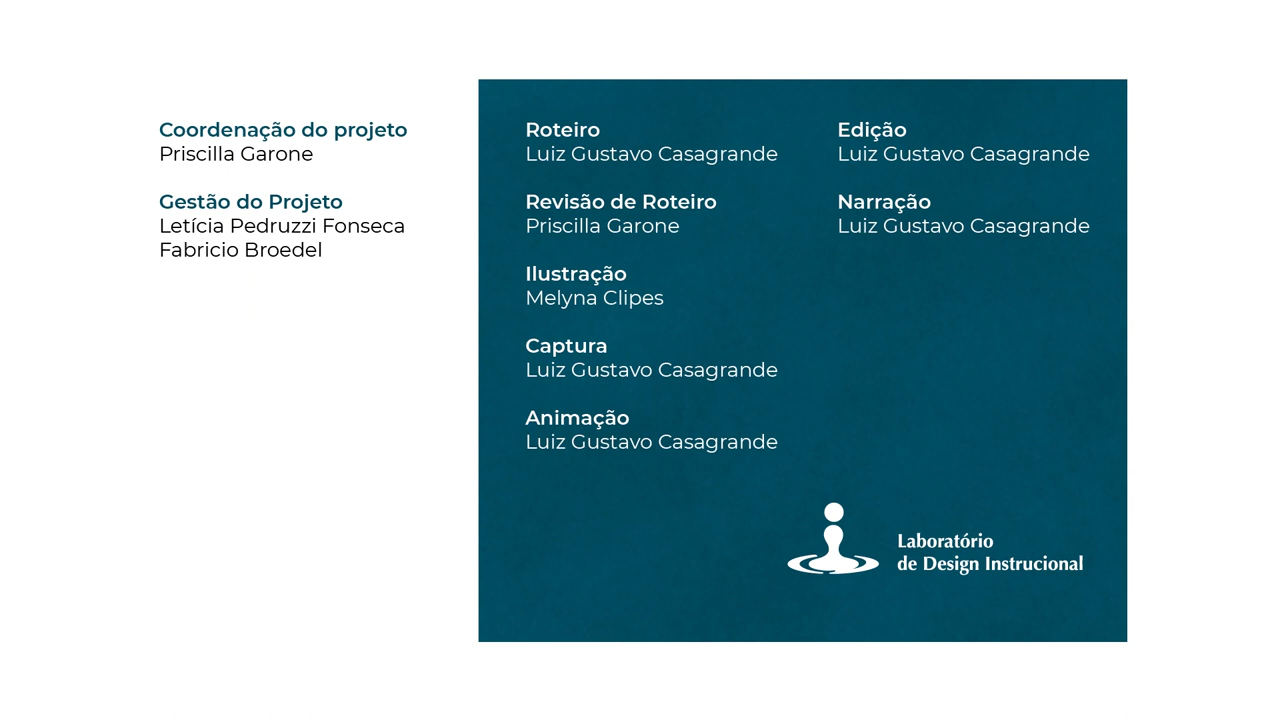 Coordenação do projeto
Priscilla Garone
Gestão do Projeto
Letícia Pedruzzi Fonseca
Fabricio Broedel
Roteiro
Luiz Gustavo Casagrande
Revisão de Roteiro
Priscilla Garone
Ilustração
Melyna Clipes
Captura
Luiz Gustavo Casagrande
Animação
Luiz Gustavo Casagrande
Edição
Luiz Gustavo Casagrande
Narração
Luiz Gustavo Casagrande
Laboratório
de Design Instrucional